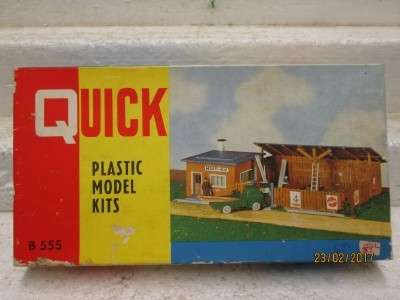 QUICK
PLASTIC
MODEL
KITS
B 555
23/02/2017